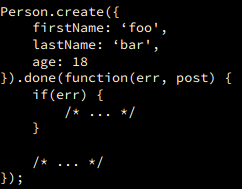 Person.create({
    firstName: ‘foo',
    lastName: ‘bar',
    age: 18
}).done(function(err, post) {
    if(err) {
        /* ... */
    }

    /* ... */
});